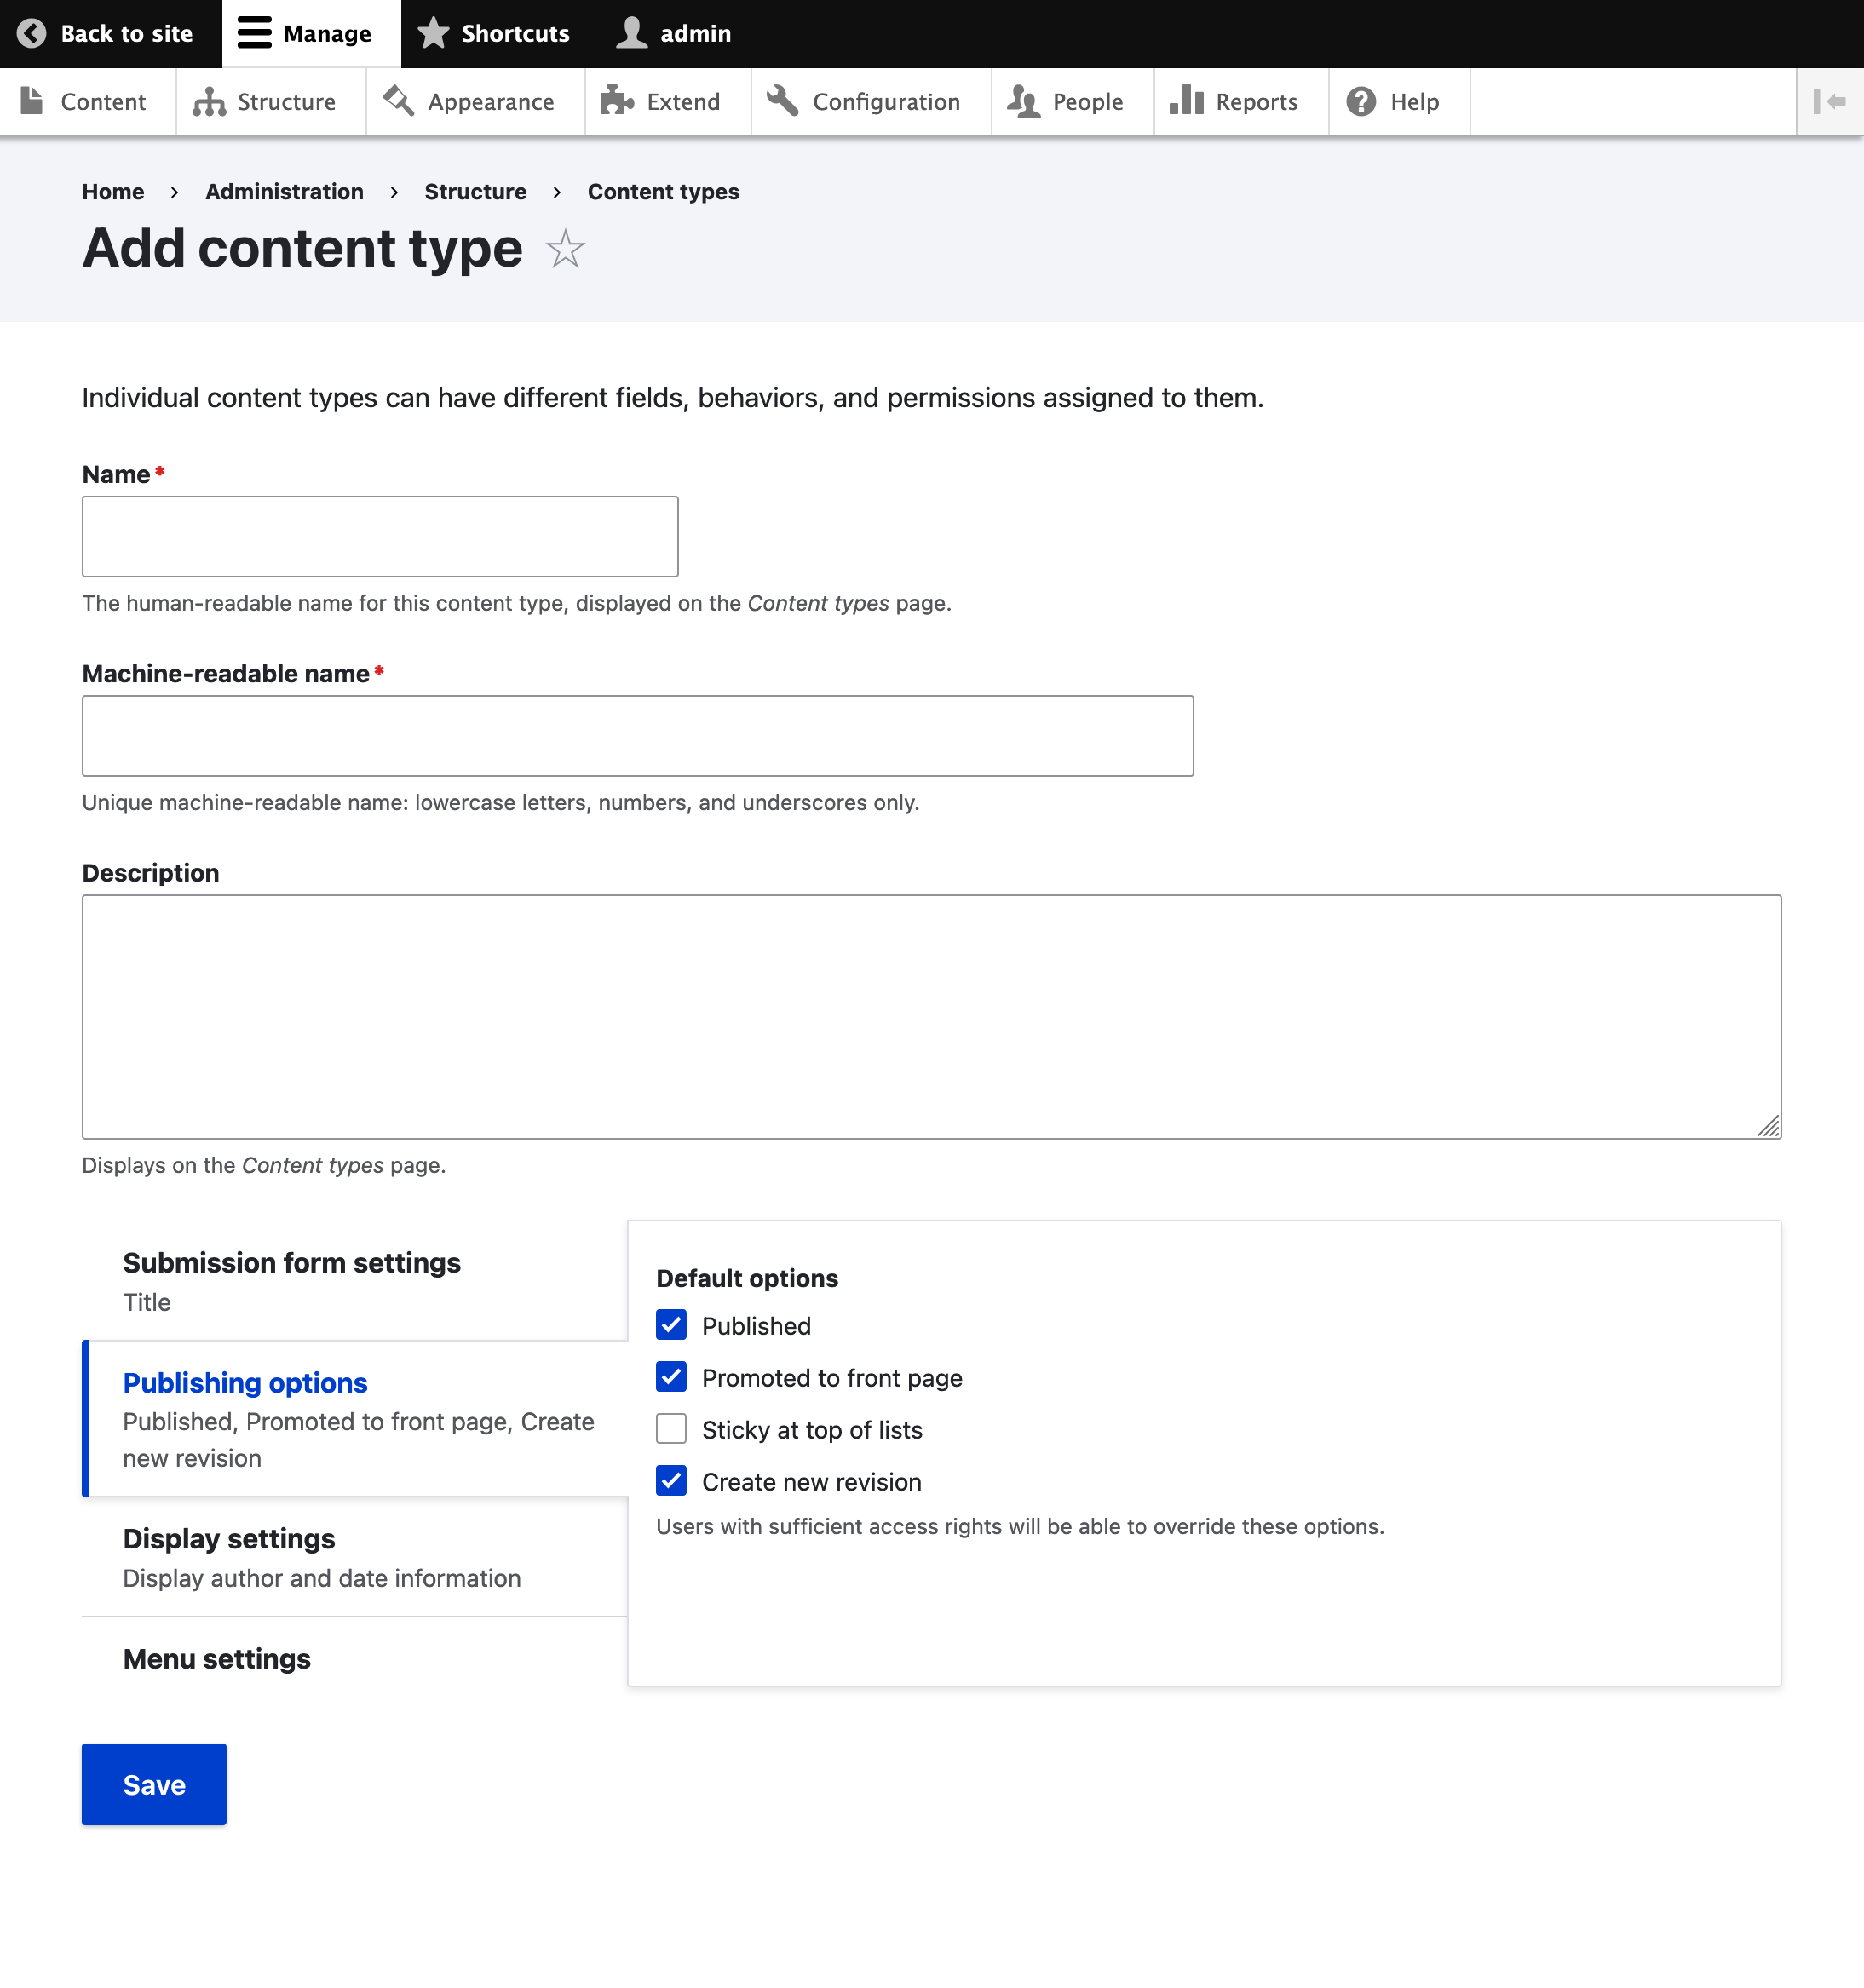 Back to site
Manage
Shortcuts
admin
Content
Structure
Appearance
Extend
Configuration
People
Reports
Help
Home › Administration › Structure › Content types
Add content type
Individual content types can have different fields, behaviors, and permissions assigned to them.
Name*
The human-readable name for this content type, displayed on the Content types page.
Machine-readable name*
Unique machine-readable name: lowercase letters, numbers, and underscores only.
Description
Displays on the Content types page.
Submission form settings
Title
Publishing options
Published, Promoted to front page, Create
new revision
Display settings
Display author and date information
Menu settings
Default options
Published
Promoted to front page
Sticky at top of lists
Create new revision
Users with sufficient access rights will be able to override these options.
Save